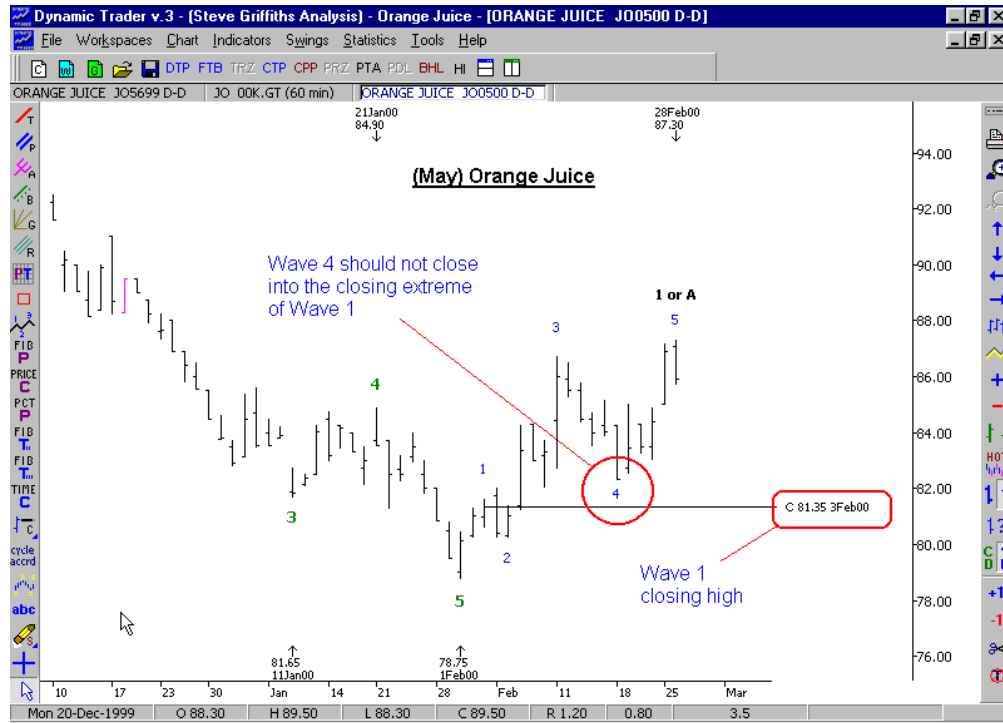 Dynamic Trader v.3 - (Steve Griffiths Analysis) - Orange Juice - [ORANGE JUICE JO0500 D-D]
File Workspaces Chart Indicators Swings Statistics Tools Help
C W G DTP FTB TRZ CTP CPP PRZ PTA PDL BHL HI
ORANGE JUICE JO5699 D-D JO 00K.GT (60 min) ORANGE JUICE JO0500 D-D
21Jan00
84.90
28Feb00
87.30
(May) Orange Juice
Wave 4 should not close
into the closing extreme
of Wave 1
1 or A
5
3
4
1
4
2
3
5
C 81.35 3Feb00
Wave 1
closing high
81.65
11Jan00
78.75
1Feb00
94.00
92.00
90.00
88.00
86.00
84.00
82.00
80.00
78.00
76.00
10 17 23 30 Jan 14 21 28 Feb 11 18 25 Mar
T
P
A
B
G
R
PT
1 2 3
FIB
P
PRICE
C
PCT
P
FIB
T
FIB
T
TIME
C
C
cycle
accrd
abc
S
HOT
C
D
+1
-1
Mon 20-Dec-1999 O 88.30 H 89.50 L 88.30 C 89.50 R 1.20 0.80 3.5